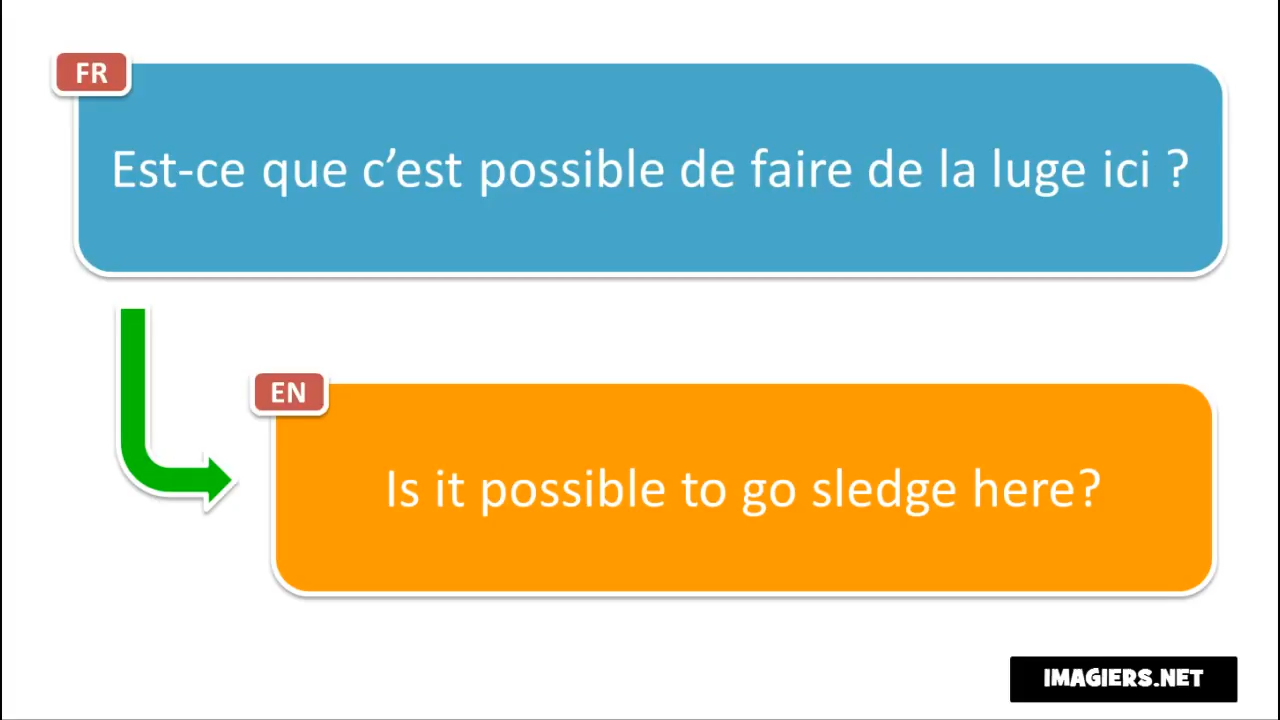 FR
Est-ce que c’est possible de faire de la luge ici ?
EN
Is it possible to go sledge here?
IMAGIERS.NET